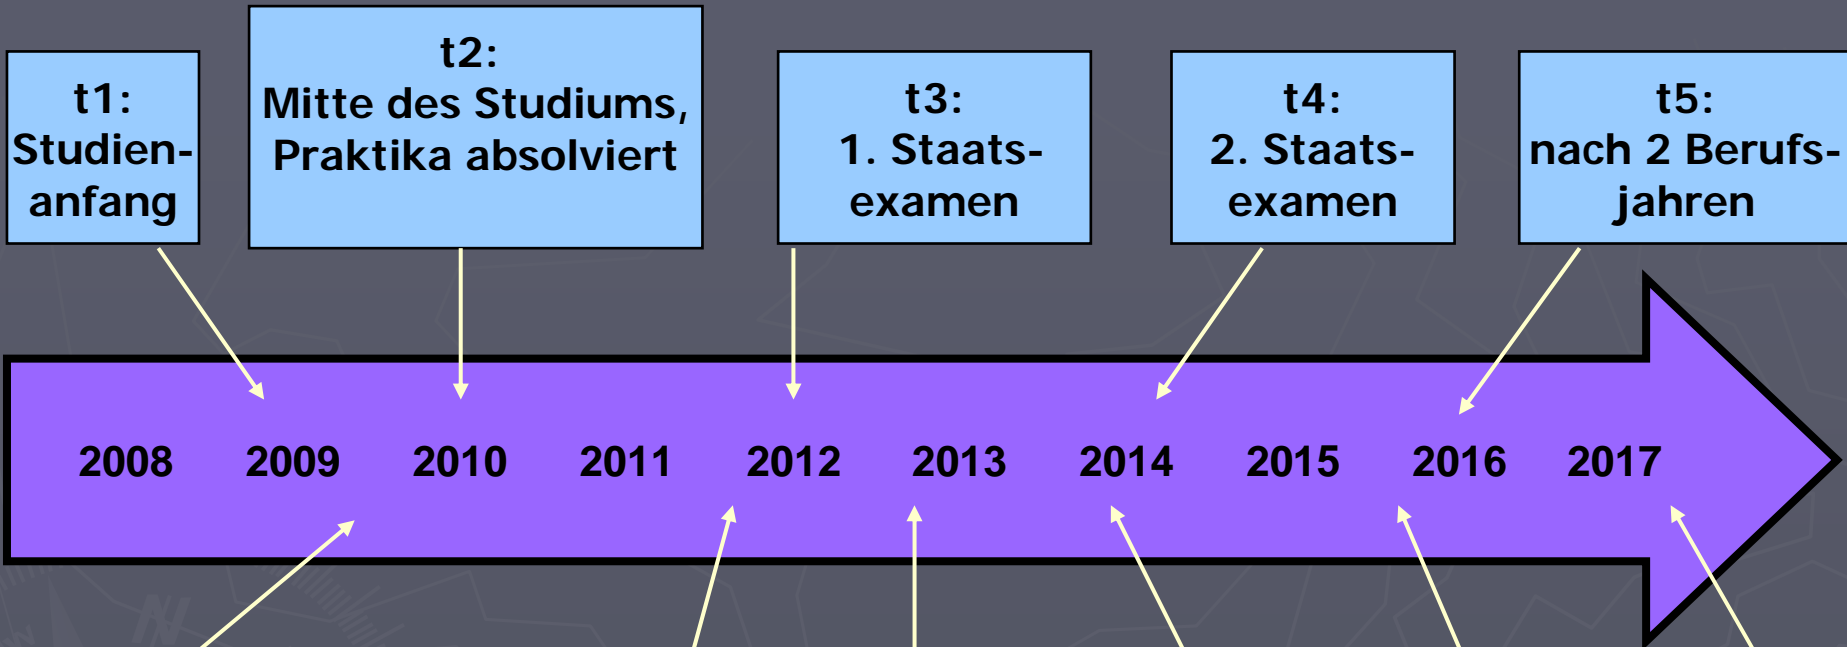 t1:
Studien-
anfang
t2:
Mitte des Studiums,
Praktika absolviert
t3:
1. Staats-
examen
t4:
2. Staats-
examen
t5:
nach 2 Berufs-
jahren
2008 2009 2010 2011 2012 2013 2014 2015 2016 2017
N